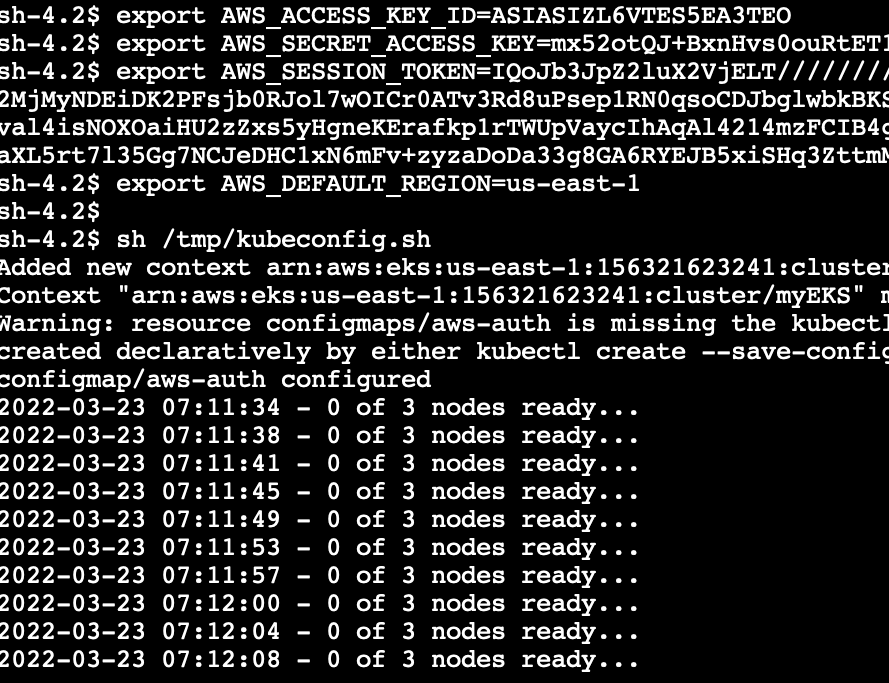 sh-4.2$ export AWS_ACCESS_KEY_ID=ASIASIZL6VTES5EA3TEO
sh-4.2$ export AWS_SECRET_ACCESS_KEY=mx52otQJ+BxnHvs0ouRtET1
sh-4.2$ export AWS_SESSION_TOKEN=IQoJb3JpZ2luX2VjELT////////
2MjMyNDEiDK2PFsjb0RJol7wOICr0ATv3Rd8uPsep1RN0qsoCDJbglwbkBKS
val4isNOXOaiHU2zZxs5yHgneKErafkp1rTWUpVaycIhAqAl4214mzFCIB4c
aXL5rt7l35Gg7NCJeDHC1xN6mFv+zyzaDoDa33g8GA6RYEJB5xiSHq3ZttmM
sh-4.2$ export AWS_DEFAULT_REGION=us-east-1
sh-4.2$
sh-4.2$ sh /tmp/kubeconfig.sh
Added new context arn:aws:eks:us-east-1:156321623241:cluster
Context "arn:aws:eks:us-east-1:156321623241:cluster/myEKS" m
Warning: resource configmaps/aws-auth is missing the kubectl
created declaratively by either kubectl create --save-config
configmap/aws-auth configured
2022-03-23 07:11:34 - 0 of 3 nodes ready...
2022-03-23 07:11:38 - 0 of 3 nodes ready...
2022-03-23 07:11:41 - 0 of 3 nodes ready...
2022-03-23 07:11:45 - 0 of 3 nodes ready...
2022-03-23 07:11:49 - 0 of 3 nodes ready...
2022-03-23 07:11:53 - 0 of 3 nodes ready...
2022-03-23 07:11:57 - 0 of 3 nodes ready...
2022-03-23 07:12:00 - 0 of 3 nodes ready...
2022-03-23 07:12:04 - 0 of 3 nodes ready...
2022-03-23 07:12:08 - 0 of 3 nodes ready...